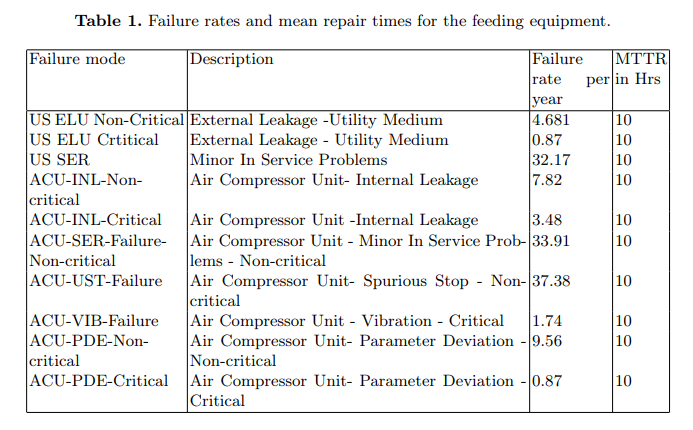 Table 1. Failure rates and mean repair times for the feeding equipment.
Failure mode Description Failure rate per year MTTR in Hrs
US ELU Non-Critical External Leakage -Utility Medium 4.681 10
US ELU Crtitical External Leakage - Utility Medium 0.87 10
US SER Minor In Service Problems 32.17 10
ACU-INL-Non- Air Compressor Unit- Internal Leakage 7.82 10
critical
ACU-INL-Critical Air Compressor Unit -Internal Leakage 3.48 10
ACU-SER-Failure- Air Compressor Unit - Minor In Service Prob- 33.91 10
Non-critical lems - Non-critical
ACU-UST-Failure Air Compressor Unit- Spurious Stop - Non- 37.38 10
critical
ACU-VIB-Failure Air Compressor Unit - Vibration - Critical 1.74 10
ACU-PDE-Non- Air Compressor Unit- Parameter Deviation - 9.56 10
critical Non-critical
ACU-PDE-Critical Air Compressor Unit- Parameter Deviation - 0.87 10
Critical